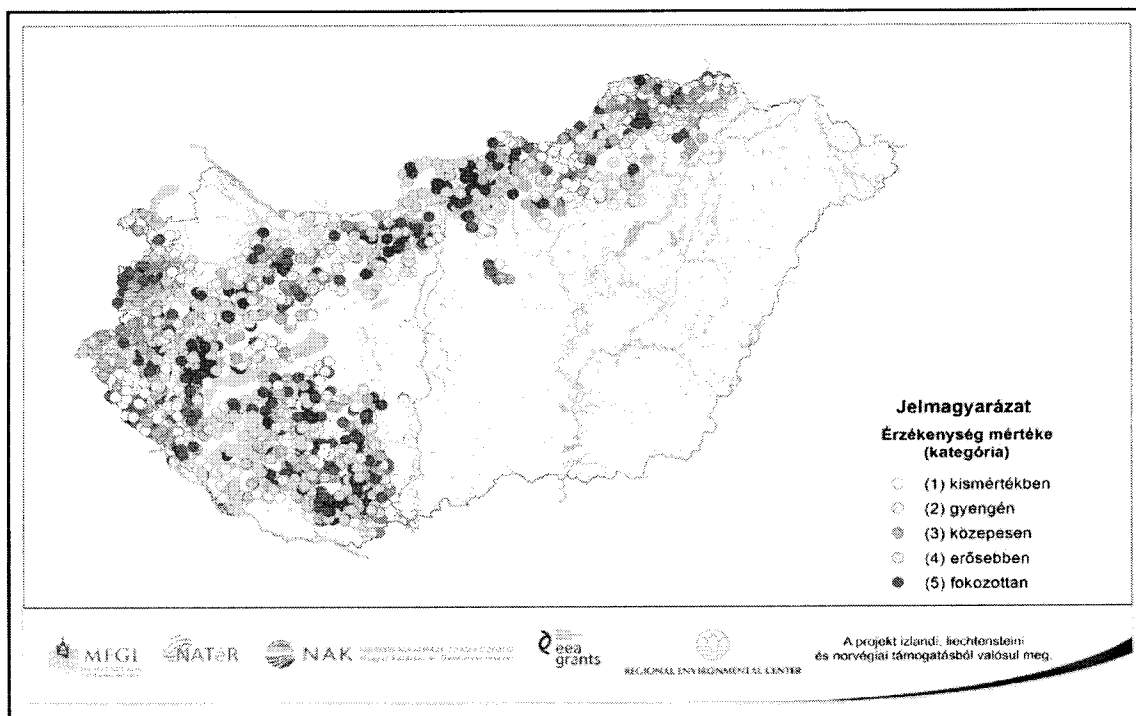 Jelmagyarázat
Érzékenység mértéke
(kategória)
(1) kismértékben
(2) gyengén
(3) közepesen
(4) erősebben
(5) fokozottan
MFGI
NATéR
NAK
eea
grants
REGIONAL ENVIRONMENTAL CENTER
A projekt izlandi, liechtensteini
és norvégiai támogatásból valósul meg.